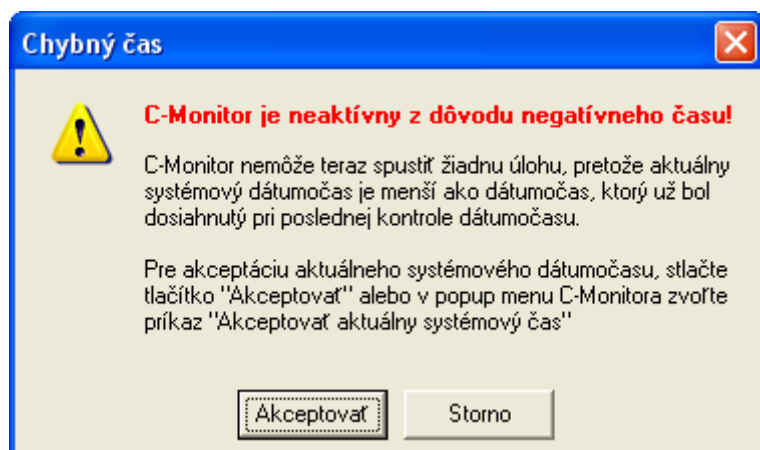 Chybný čas
C-Monitor je neaktívny z dôvodu negatívneho času!
C-Monitor nemôže teraz spustiť žiadnu úlohu, pretože aktuálny
systémový dátumočas je menší ako dátumočas, ktorý už bol
dosiahnutý pri poslednej kontrole dátumočasu.
Pre akceptáciu aktuálneho systémového dátumočasu, stlačte
tlačítko "Akceptovať" alebo v popup menu C-Monitora zvoľte
príkaz "Akceptovať aktuálny systémový čas"
Akceptovať Storno